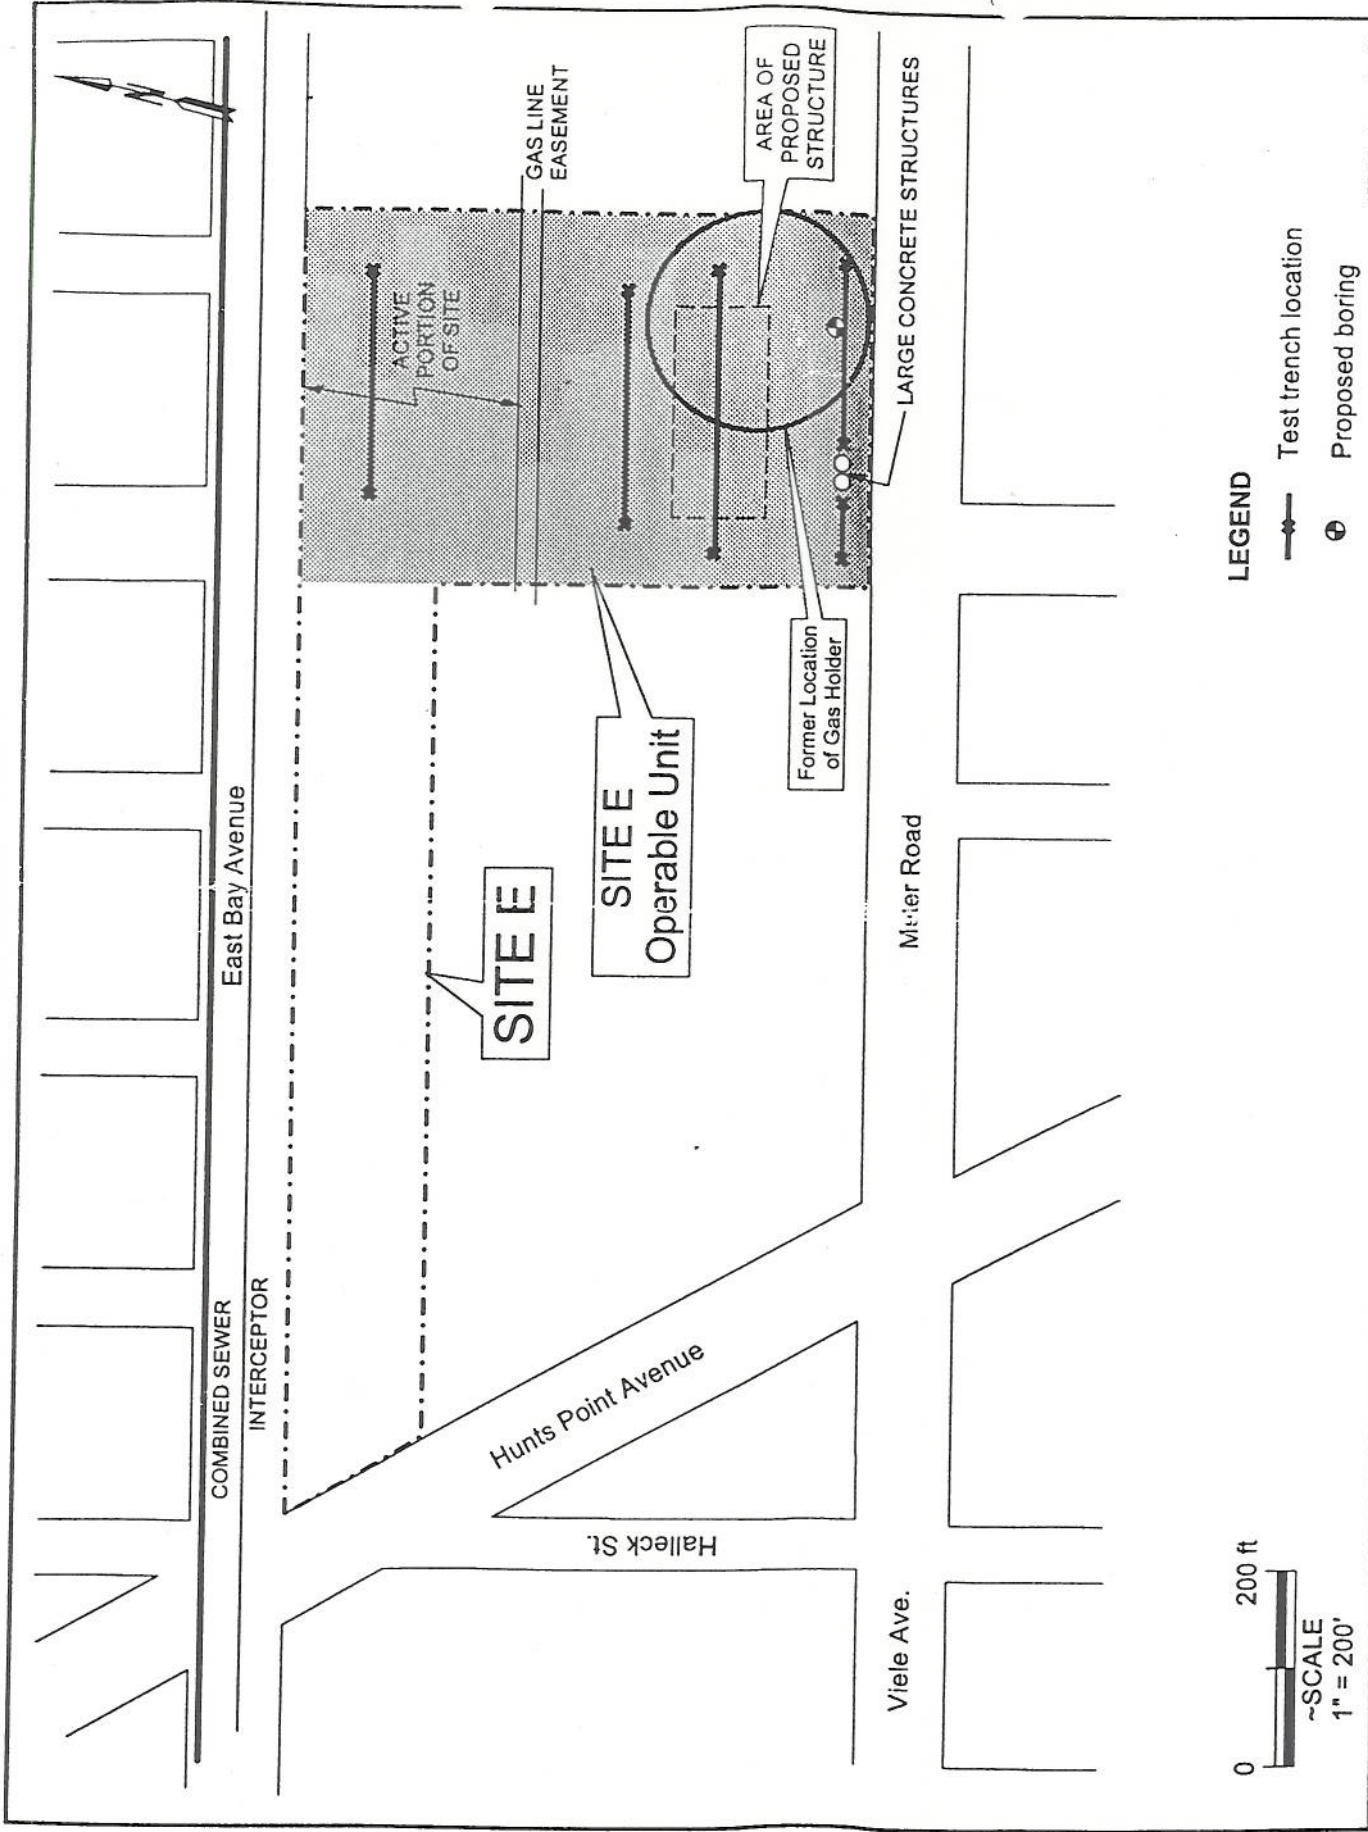 COMBINED SEWER
INTERCEPTOR
East Bay Avenue
GAS LINE
EASEMENT
ACTIVE
PORTION
OF SITE
AREA OF
PROPOSED
STRUCTURE
SITE E
SITE E
Operable Unit
Former Location
of Gas Holder
LARGE CONCRETE STRUCTURES
Hunts Point Avenue
Halleck St.
Viele Ave.
Road
N
0
200 ft
~SCALE
1" = 200'
LEGEND
Test trench location
Proposed boring